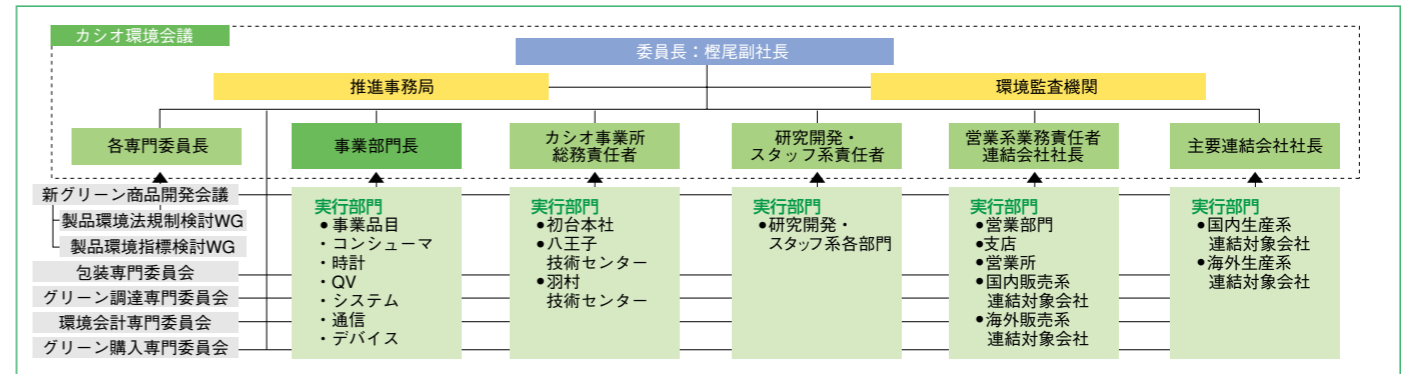 カシオ環境会議
委員長：樫尾副社長
推進事務局
環境監査機関
各専門委員長
事業部門長
カシオ事業所
総務責任者
研究開発・
スタッフ系責任者
営業系業務責任者
連結会社社長
主要連結会社社長
新グリーン商品開発会議
製品環境法規制検討WG
製品環境指標検討WG
包装専門委員会
グリーン調達専門委員会
環境会計専門委員会
グリーン購入専門委員会
実行部門
●事業品目
・コンシューマ
・時計
・QV
・システム
・通信
・デバイス
実行部門
●初台本社
●八王子
技術センター
●羽村
技術センター
実行部門
●研究開発・
スタッフ系各部門
実行部門
●営業部門
●支店
●営業所
●国内販売系
連結対象会社
●海外販売系
連結対象会社
実行部門
●国内生産系
連結対象会社
●海外生産系
連結対象会社